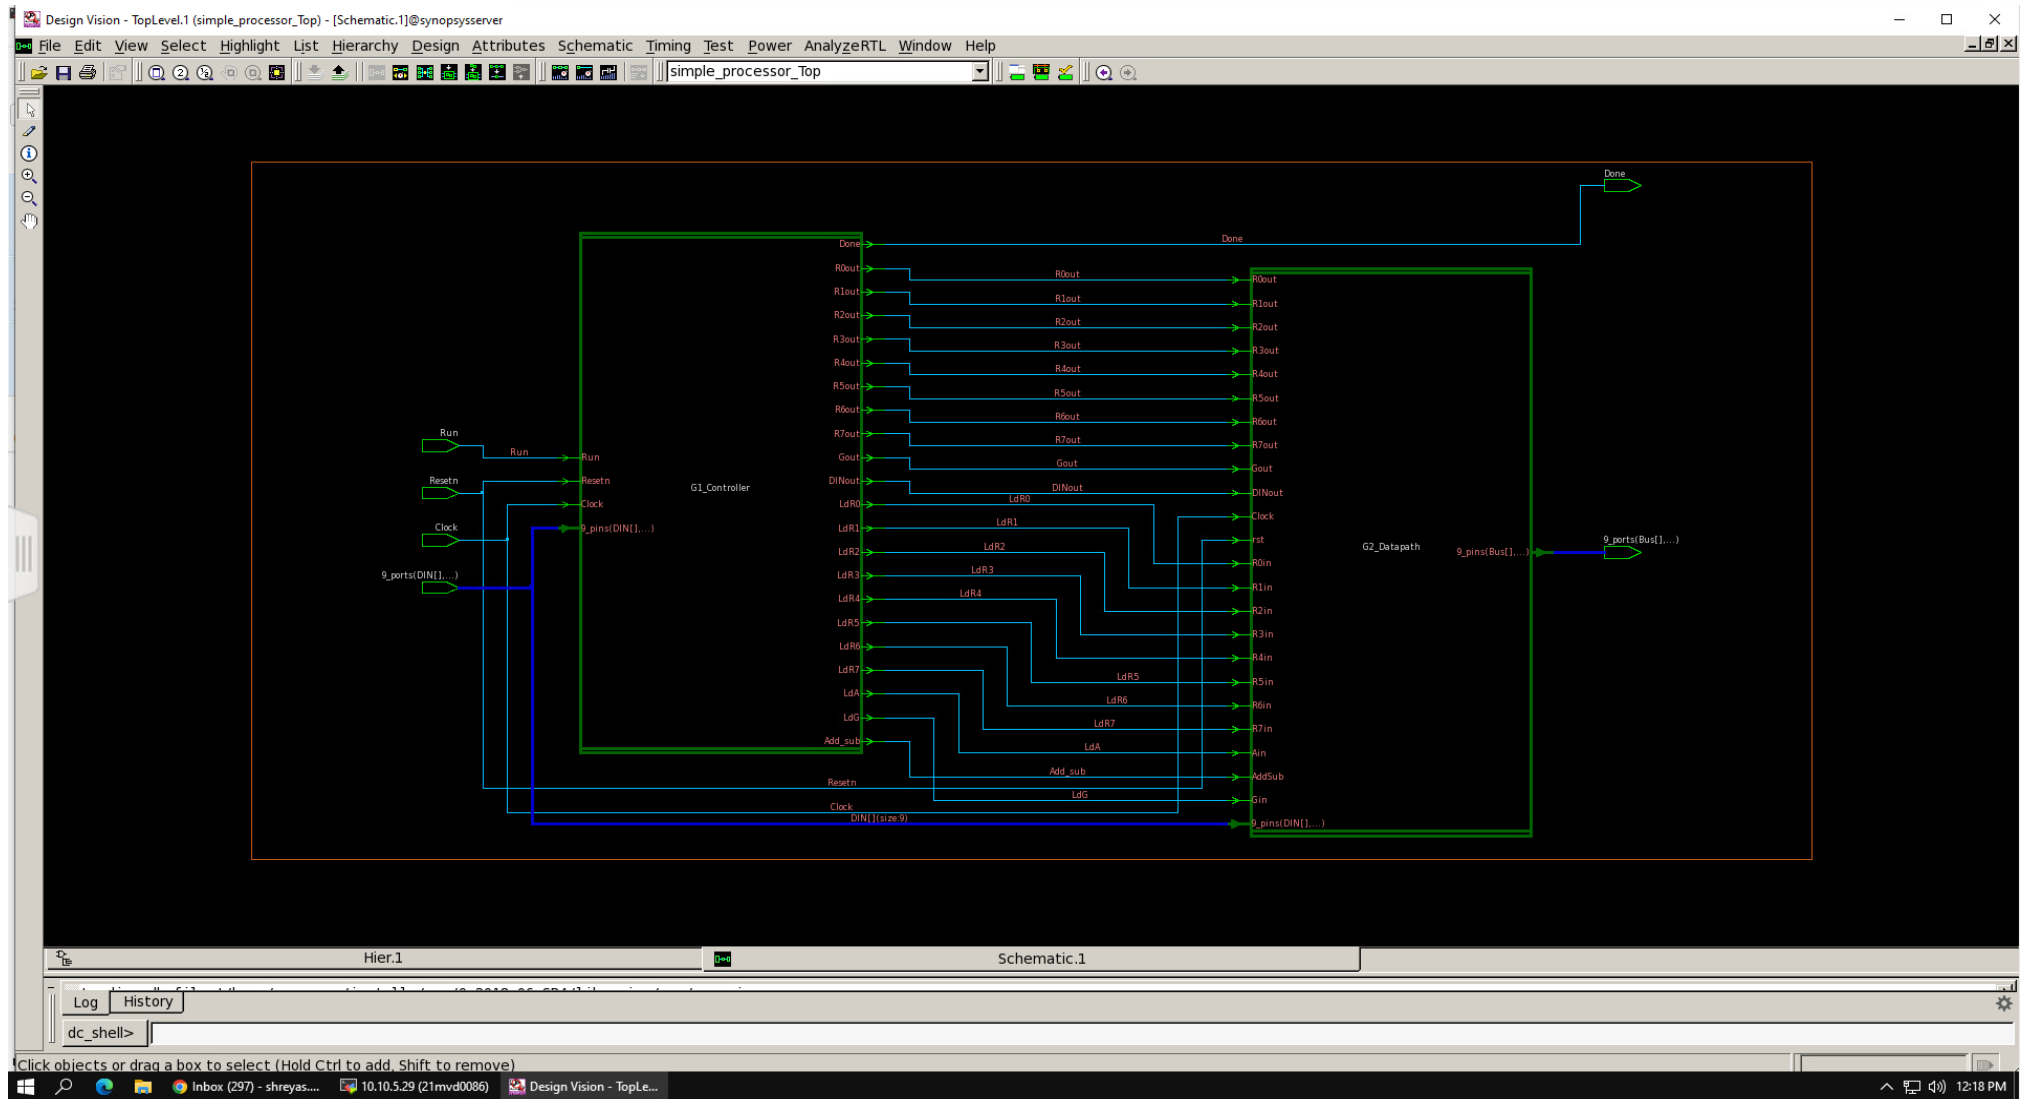 Design Vision - TopLevel.1 (simple_processor_Top) - [Schematic.1]@synopsysserver
File Edit View Select Highlight List Hierarchy Design Attributes Schematic Timing Test Power AnalyzeRTL Window Help
simple_processor_Top
Done
Done
Done
R0out
R0out
R0out
R1out
R1out
R1out
R2out
R2out
R2out
R3out
R3out
R3out
R4out
R4out
R4out
R5out
R5out
R5out
R6out
R6out
R6out
R7out
R7out
R7out
Run
Run
Run
Gout
Gout
Gout
Resetn
Resetn
G1_Controller
DINout
DINout
DINout
Clock
Clock
LdR0
LdR0
Clock
9_ports(DIN[],...)
9_pins(DIN[],...)
LdR1
LdR1
rst
LdR2
LdR2
R0in
G2_Datapath
9_pins(Bus[],...)
9_ports(Bus[],...)
LdR3
LdR3
R1in
LdR4
LdR4
R2in
LdR5
R3in
LdR6
R4in
LdR7
LdR5
R5in
LdA
LdR6
R6in
LdG
LdR7
R7in
Add_sub
LdA
Ain
Add_sub
AddSub
Resetn
LdG
Gin
Clock
DIN[](size:9)
9_pins(DIN[],...)
Hier.1
Schematic.1
Log
History
dc_shell>
Click objects or drag a box to select (Hold Ctrl to add, Shift to remove)
Inbox (297) - shreyas....
10.10.5.29 (21mvd0086)
Design Vision - TopLe...
12:18 PM